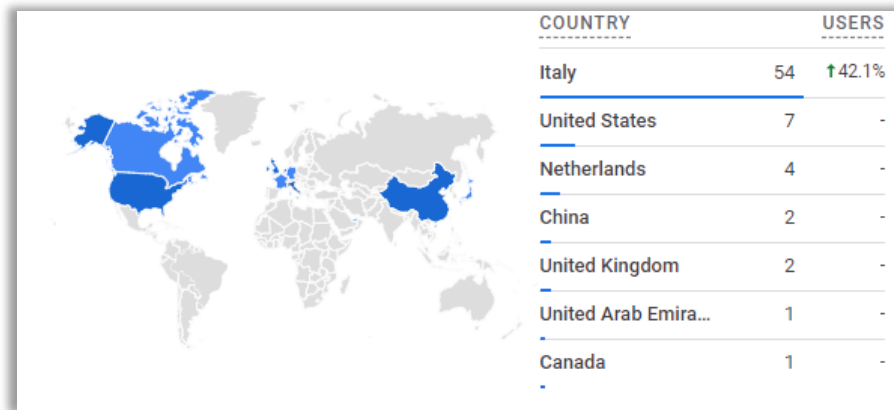 COUNTRY USERS
Italy 54 ↑42.1%
United States 7 -
Netherlands 4 -
China 2 -
United Kingdom 2 -
United Arab Emira... 1 -
Canada 1 -